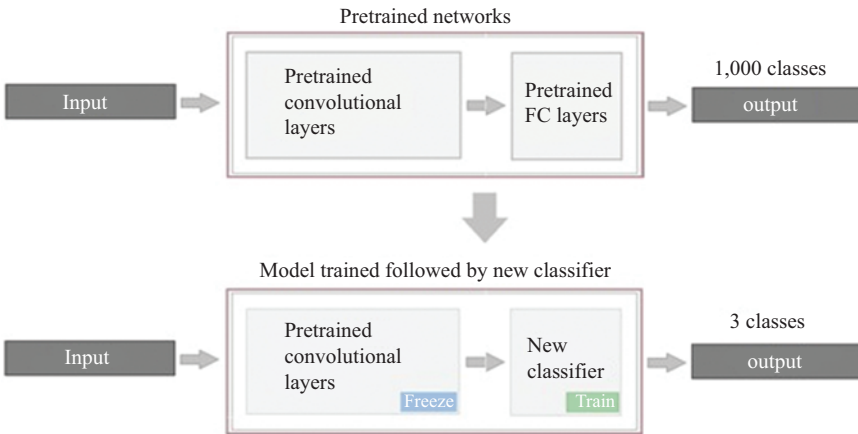 Pretrained networks
1,000 classes
Input
Pretrained
convolutional
layers
Pretrained
FC layers
output
Model trained followed by new classifier
3 classes
Input
Pretrained
convolutional
layers
Freeze
New
classifier
Train
output